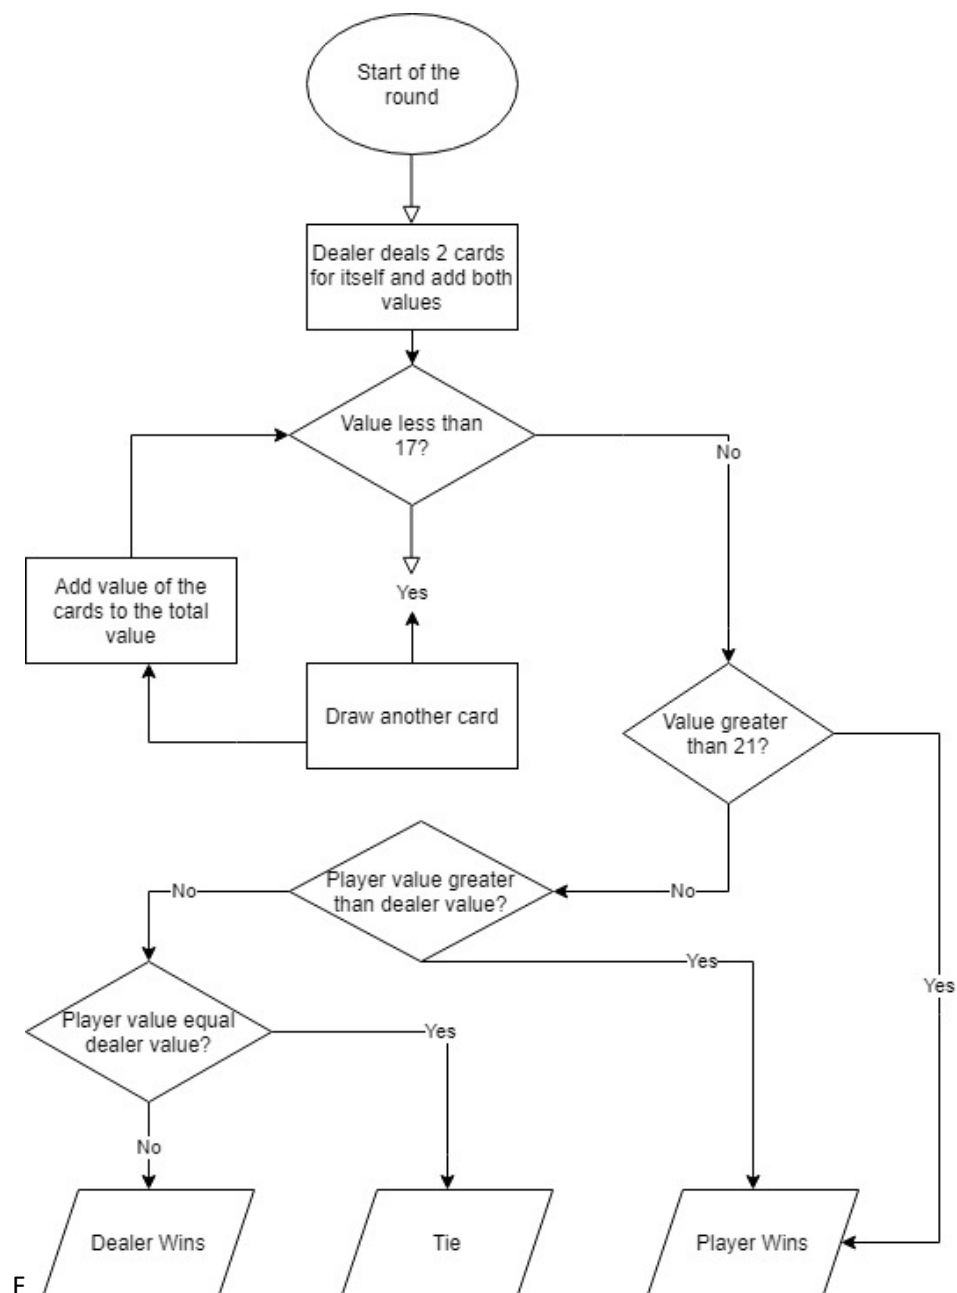 Start of the
round
Dealer deals 2 cards
for itself and add both
values
Value less than
17?
No
Yes
Add value of the
cards to the total
value
Draw another card
Value greater
than 21?
Player value greater
than dealer value?
No
No
Yes
Yes
Player value equal
dealer value?
Yes
No
Dealer Wins
Tie
Player Wins
F